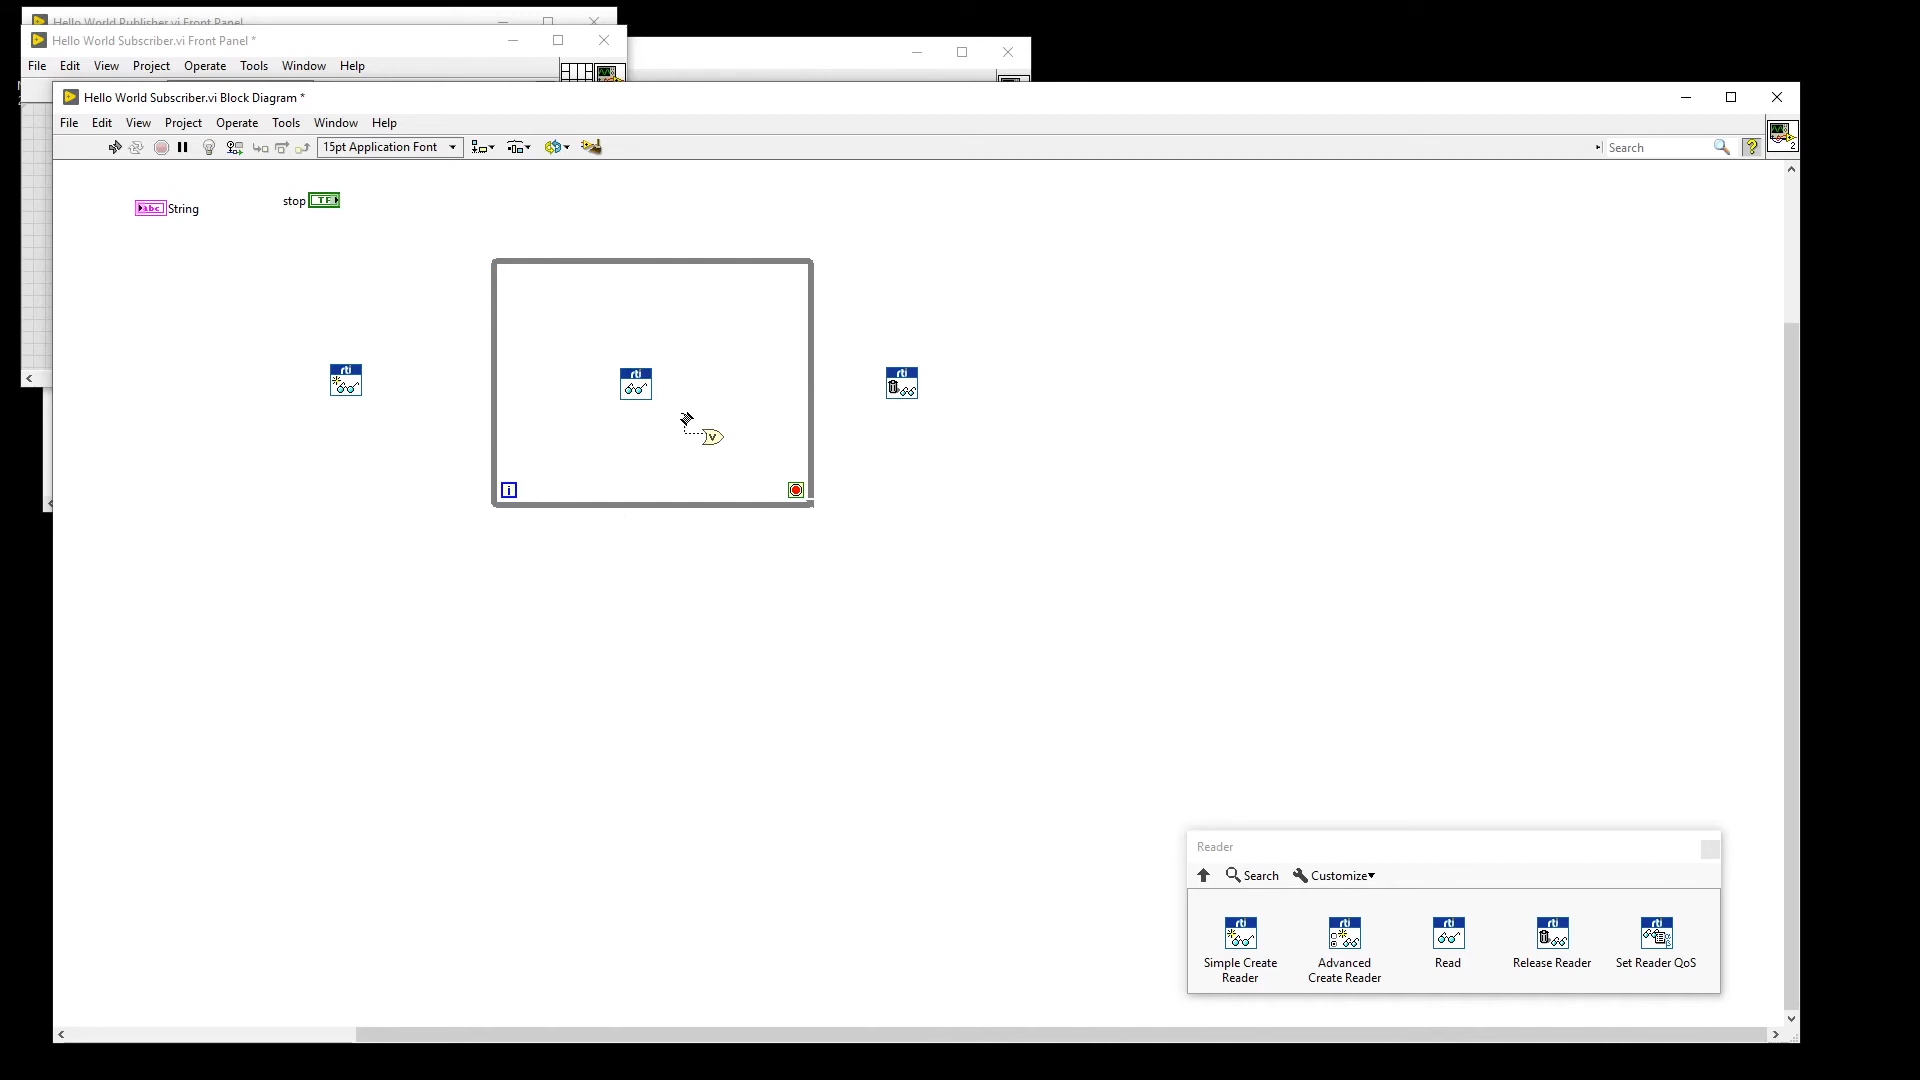 Hello World Publisher.vi Front Panel
Hello World Subscriber.vi Front Panel *
File Edit View Project Operate Tools Window Help
Hello World Subscriber.vi Block Diagram *
File Edit View Project Operate Tools Window Help
15pt Application Font
Search
?
2
stop TF
abc String
rti
rti
rti
v
i
Reader
Search Customize
rti rti rti rti rti
Simple Create Reader
Advanced Create Reader
Read
Release Reader
Set Reader QoS